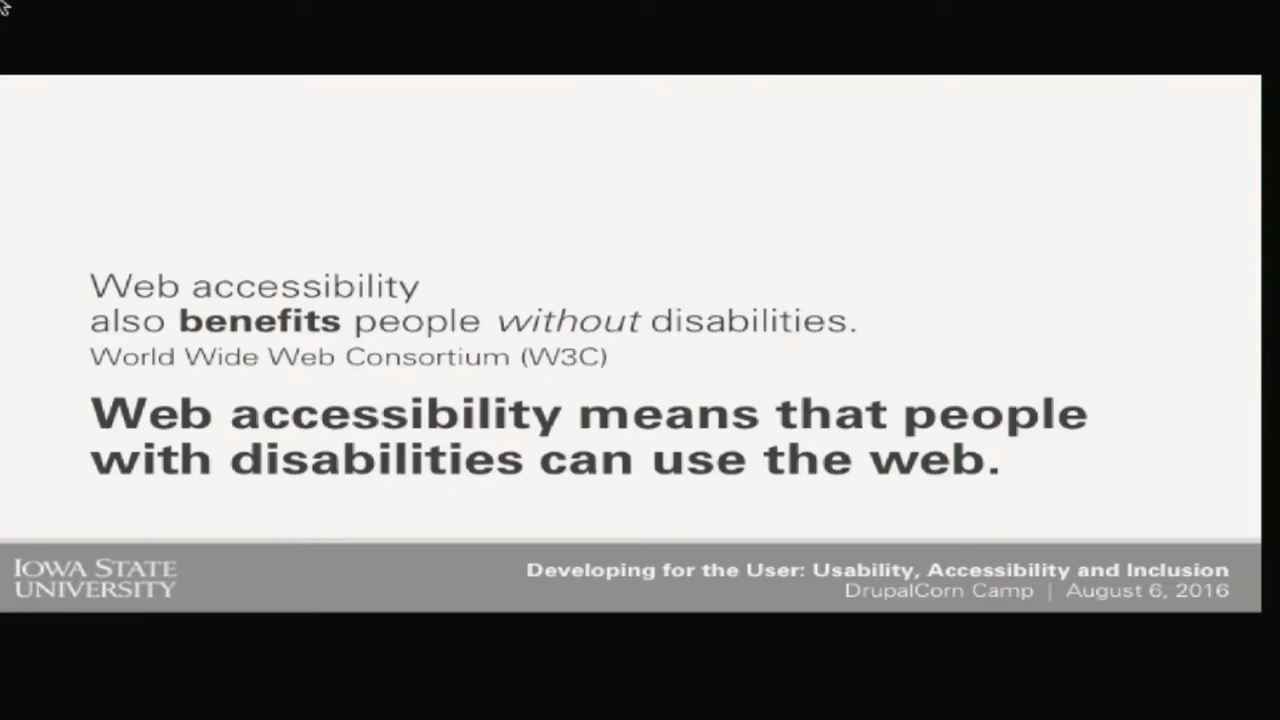 Web accessibility
also benefits people without disabilities.
World Wide Web Consortium (W3C)
Web accessibility means that people
with disabilities can use the web.
IOWA STATE
UNIVERSITY
Developing for the User: Usability, Accessibility and Inclusion
DrupalCorn Camp | August 6, 2016